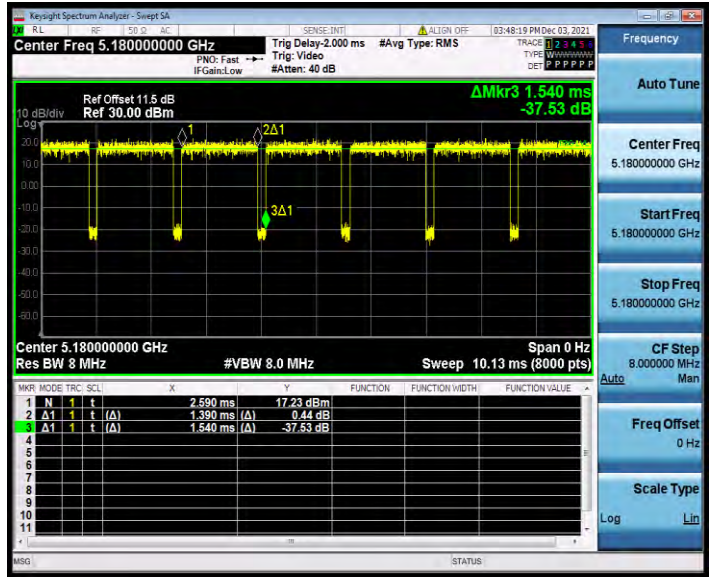 Keysight Spectrum Analyzer - Swept SA
RL RF 50 Ω AC SENSE:INT ALIGN OFF 03:48:19 PM Dec 03, 2021
Center Freq 5.180000000 GHz
PNO: Fast
IFGain:Low
Trig Delay-2.000 ms
Trig: Video
#Atten: 40 dB
#Avg Type: RMS
TRACE 1 2 3 4 5 6
TYPE WWWWWW
DET P P P P P P
Frequency
Auto Tune
Center Freq
5.180000000 GHz
Start Freq
5.180000000 GHz
Stop Freq
5.180000000 GHz
CF Step
8.000000 MHz
Auto Man
Freq Offset
0 Hz
Scale Type
Log Lin
ΔMkr3 1.540 ms
-37.53 dB
Ref Offset 11.5 dB
10 dB/div Ref 30.00 dBm
Log
20.0
10.0
0.00
-10.0
-20.0
-30.0
-40.0
-50.0
-60.0
1
2Δ1
3Δ1
Center 5.180000000 GHz Span 0 Hz
Res BW 8 MHz #VBW 8.0 MHz Sweep 10.13 ms (8000 pts)
MKR MODE TRC SCL X Y FUNCTION FUNCTION WIDTH FUNCTION VALUE
1 N 1 t 2.590 ms 17.23 dBm
2 Δ1 1 t (Δ) 1.390 ms (Δ) 0.44 dB
3 Δ1 1 t (Δ) 1.540 ms (Δ) -37.53 dB
4
5
6
7
8
9
10
11
MSG STATUS